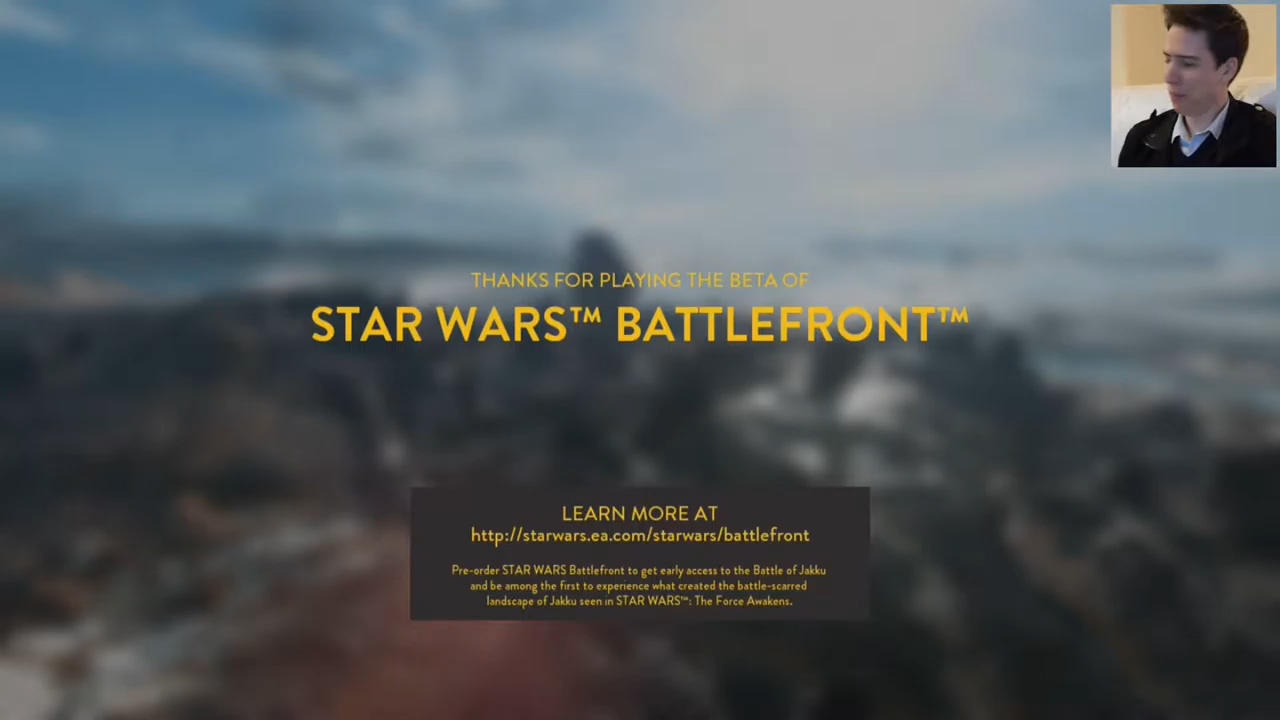 THANKS FOR PLAYING THE BETA OF
STAR WARS™ BATTLEFRONT™
LEARN MORE AT
http://starwars.ea.com/starwars/battlefront
Pre-order STAR WARS Battlefront to get early access to the Battle of Jakku
and be among the first to experience what created the battle-scarred
landscape of Jakku seen in STAR WARS™: The Force Awakens.